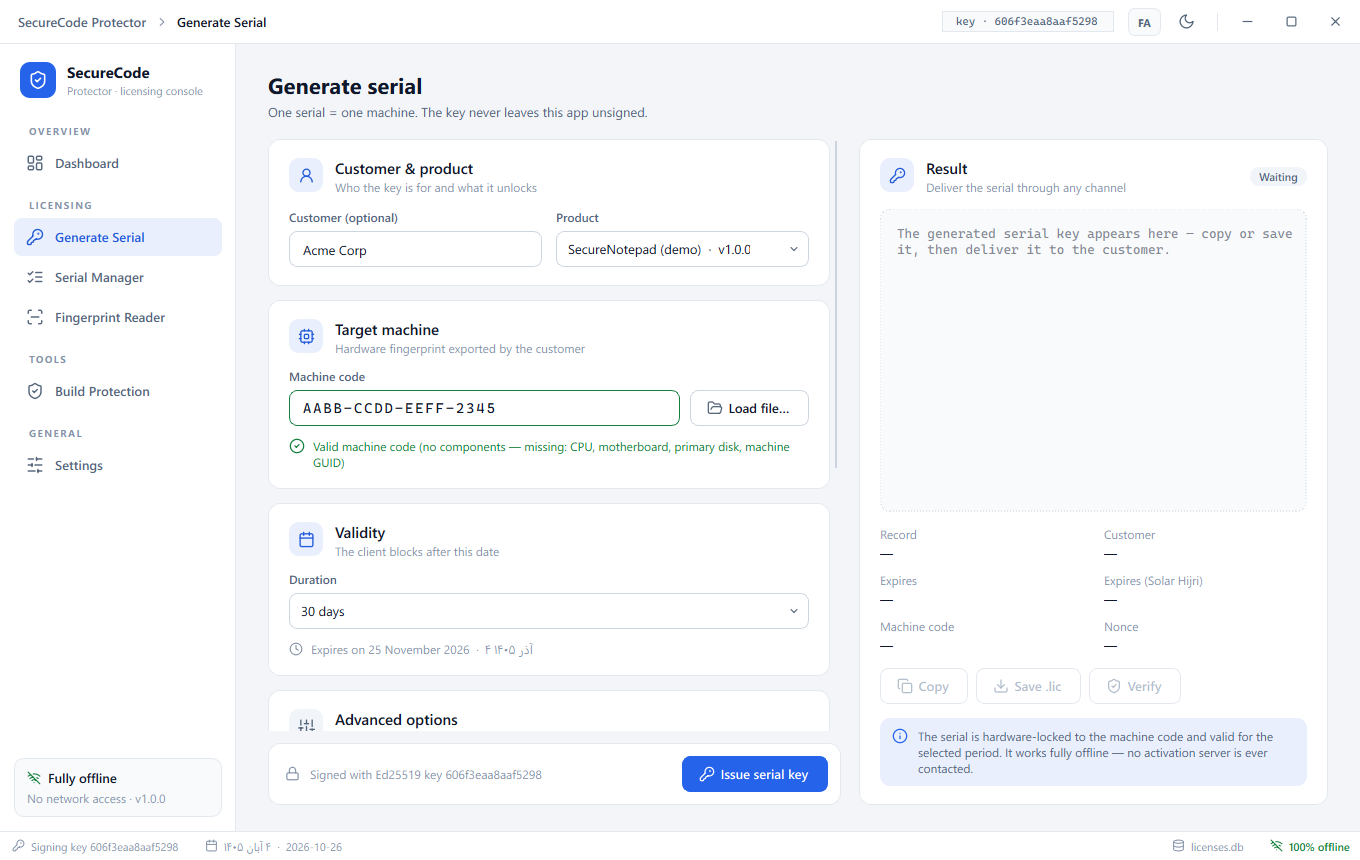 SecureCode Protector > Generate Serial
key · 606f3eaa8aaf5298
FA
SecureCode
Protector · licensing console
OVERVIEW
Dashboard
LICENSING
Generate Serial
Serial Manager
Fingerprint Reader
TOOLS
Build Protection
GENERAL
Settings
Fully offline
No network access · v1.0.0
Generate serial
One serial = one machine. The key never leaves this app unsigned.
Customer & product
Who the key is for and what it unlocks
Customer (optional)
Product
Acme Corp
SecureNotepad (demo) · v1.0.0
Target machine
Hardware fingerprint exported by the customer
Machine code
AABB-CCDD-EEFF-2345
Load file...
Valid machine code (no components — missing: CPU, motherboard, primary disk, machine
GUID)
Validity
The client blocks after this date
Duration
30 days
Expires on 25 November 2026 · ۴ آذر ۱۴۰۵
Advanced options
Signed with Ed25519 key 606f3eaa8aaf5298
Issue serial key
Result
Deliver the serial through any channel
Waiting
The generated serial key appears here — copy or save
it, then deliver it to the customer.
Record
Customer
—
—
Expires
Expires (Solar Hijri)
—
—
Machine code
Nonce
—
—
Copy
Save .lic
Verify
The serial is hardware-locked to the machine code and valid for the
selected period. It works fully offline — no activation server is ever
contacted.
Signing key 606f3eaa8aaf5298
۴ آبان ۱۴۰۵ · 2026-10-26
licenses.db
100% offline